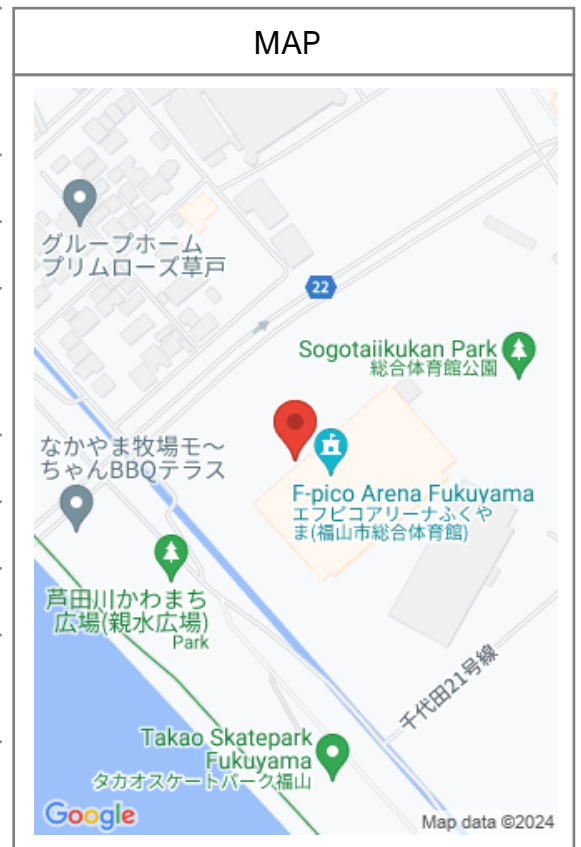 MAP
グループホーム
プリムローズ草戸
22
Sogotaiikukan Park
総合体育館公園
なかやま牧場モ～
ちゃんBBQテラス
F-pico Arena Fukuyama
エフピコアリーナふくや
ま(福山市総合体育館)
芦田川かわまち
広場(親水広場)
Park
千代田21号線
Takao Skatepark
Fukuyama
タカオスケートパーク福山
Google
Map data ©2024